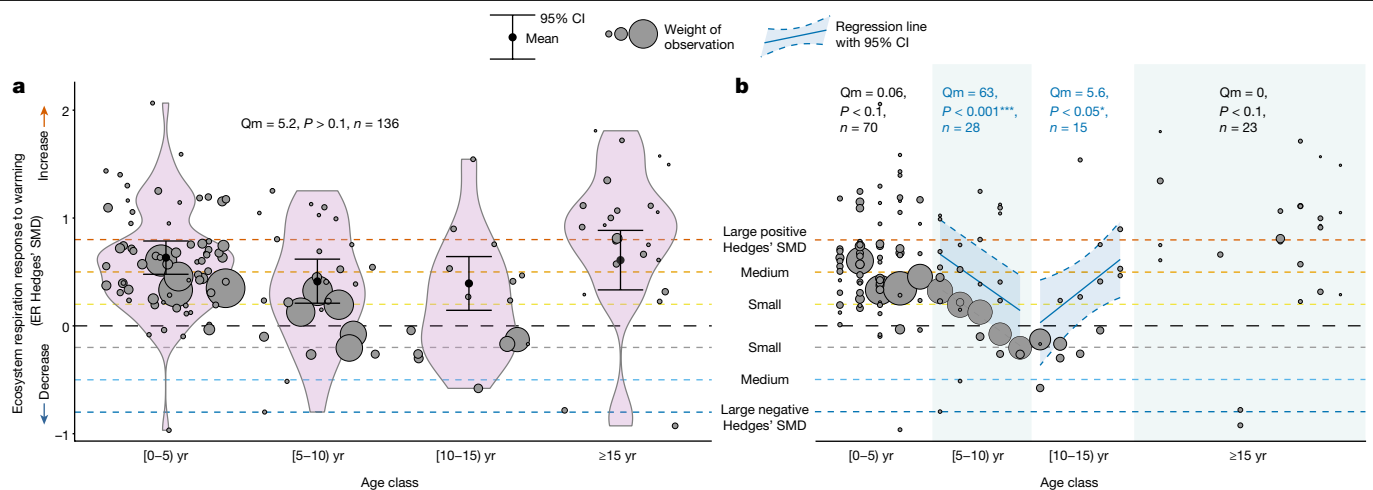 95% CI
Mean
Weight of
observation
Regression line
with 95% CI
a
Ecosystem respiration response to warming
(ER Hedges' SMD)
Increase
Decrease
2
1
0
−1
Qm = 5.2, P > 0.1, n = 136
[0–5) yr
[5–10) yr
[10–15) yr
≥15 yr
Age class
b
Qm = 0.06,
P < 0.1,
n = 70
Qm = 63,
P < 0.001***,
n = 28
Qm = 5.6,
P < 0.05*,
n = 15
Qm = 0,
P < 0.1,
n = 23
Large positive
Hedges' SMD
Medium
Small
Small
Medium
Large negative
Hedges' SMD
[0–5) yr
[5–10) yr
[10–15) yr
≥15 yr
Age class